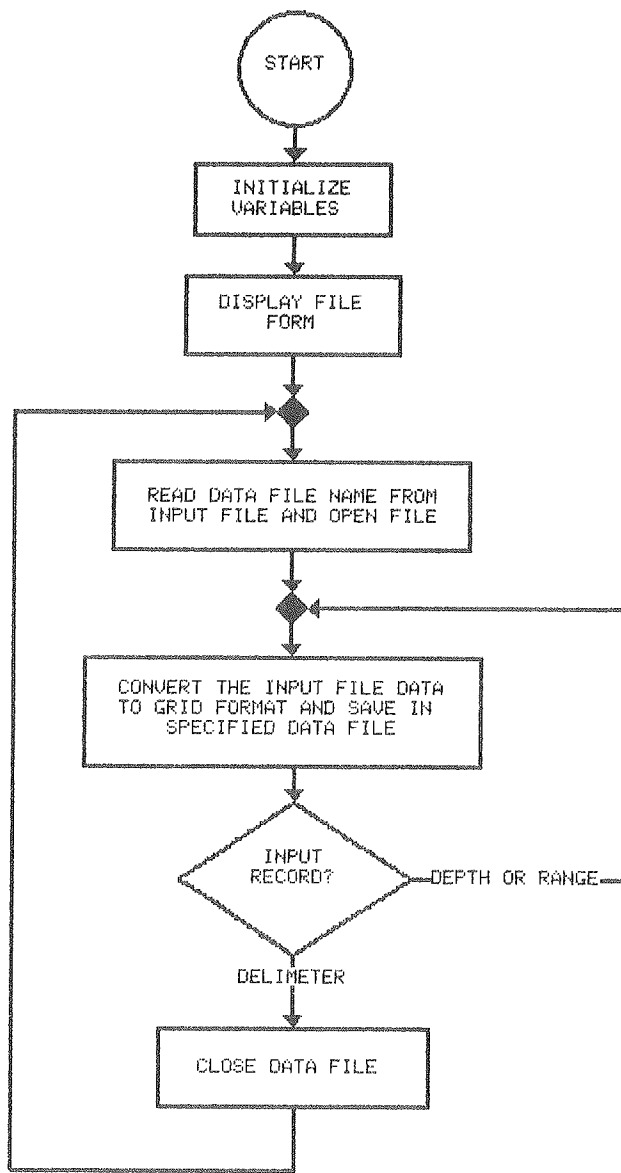 START
INITIALIZE
VARIABLES
DISPLAY FILE
FORM
READ DATA FILE NAME FROM
INPUT FILE AND OPEN FILE
CONVERT THE INPUT FILE DATA
TO GRID FORMAT AND SAVE IN
SPECIFIED DATA FILE
INPUT
RECORD?
DEPTH OR RANGE
DELIMETER
CLOSE DATA FILE